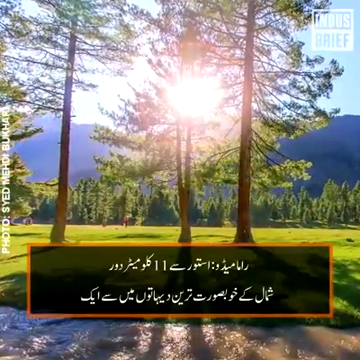 INDUS
BRIEF
PHOTO: SYED MEHDI BUKHARI
راما میڈو: استور سے 11 کلومیٹر دور
شمال کے خوبصورت ترین دیہاتوں میں سے ایک